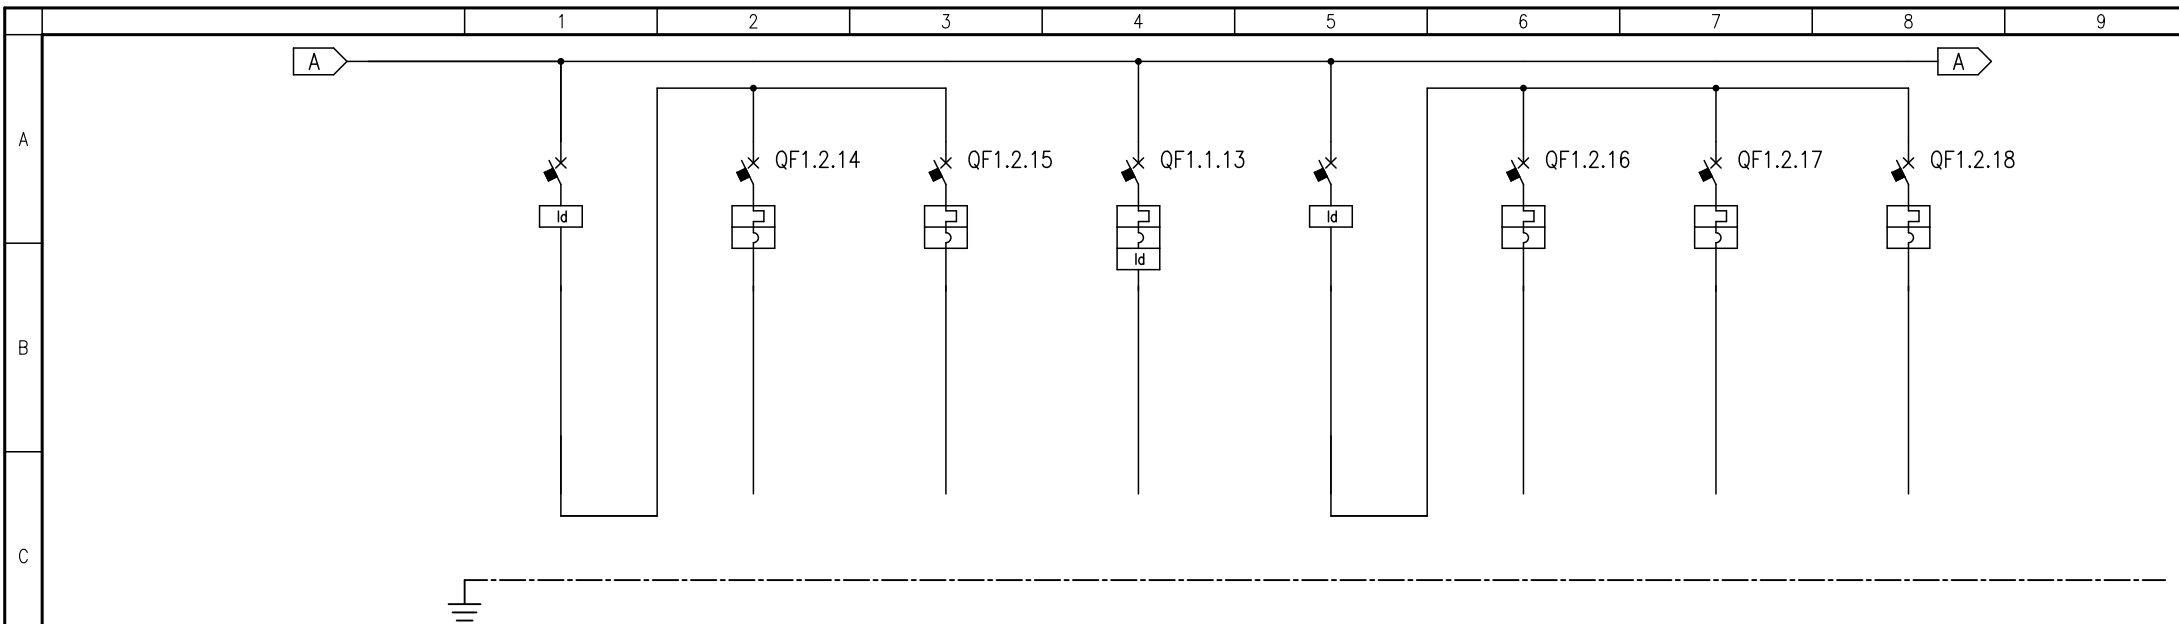 1 2 3 4 5 6 7 8 9
A A
A
QF1.2.14 QF1.2.15 QF1.1.13 QF1.2.16 QF1.2.17 QF1.2.18
Id Id
Id
B
C